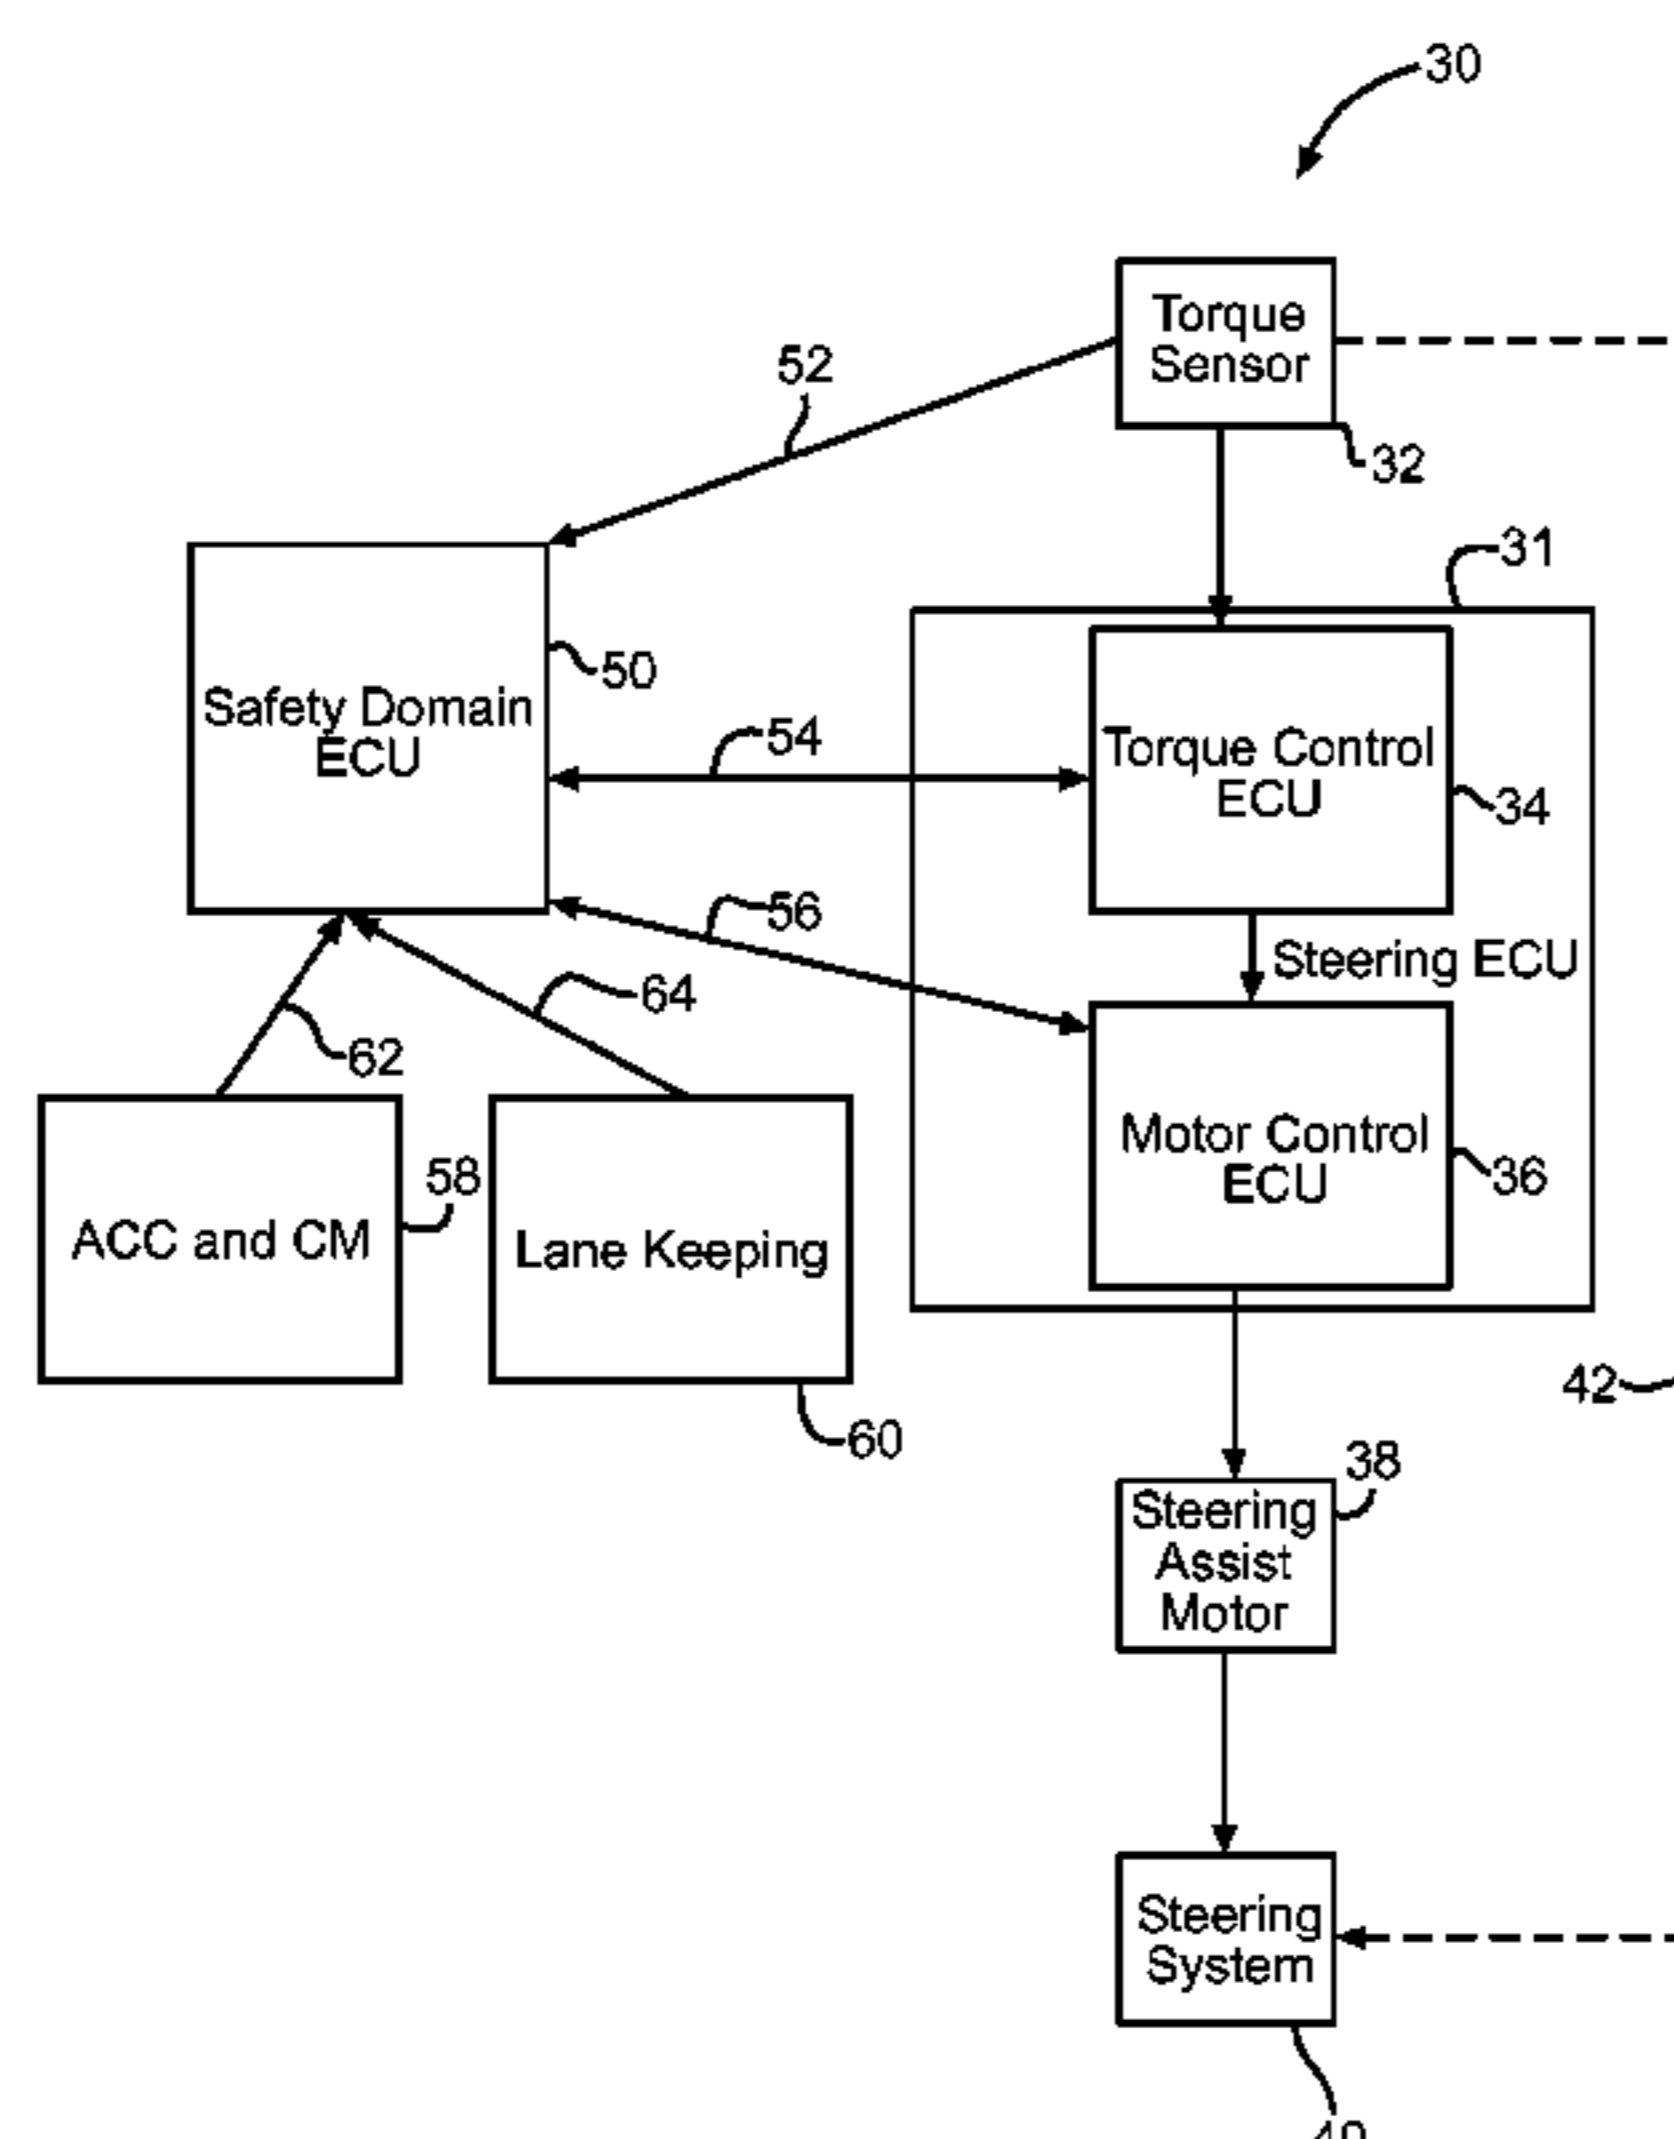 30
Torque
Sensor
52
32
31
50
Safety Domain
ECU
54
Torque Control
ECU
34
56
Steering ECU
64
62
Motor Control
ECU
36
58
ACC and CM
Lane Keeping
42
60
38
Steering
Assist
Motor
Steering
System